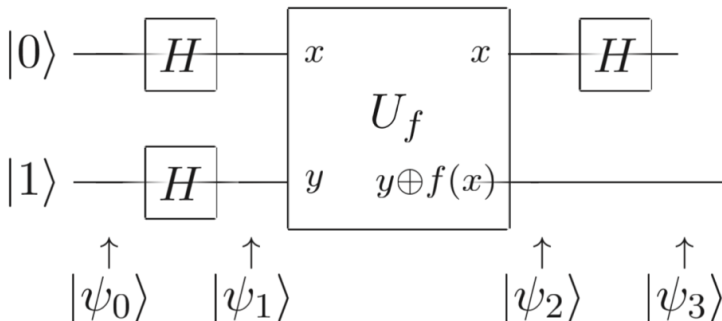 |0⟩ H x x H
U_f
|1⟩ H y y⊕f(x)
↑ ↑ ↑ ↑
|ψ₀⟩ |ψ₁⟩ |ψ₂⟩ |ψ₃⟩